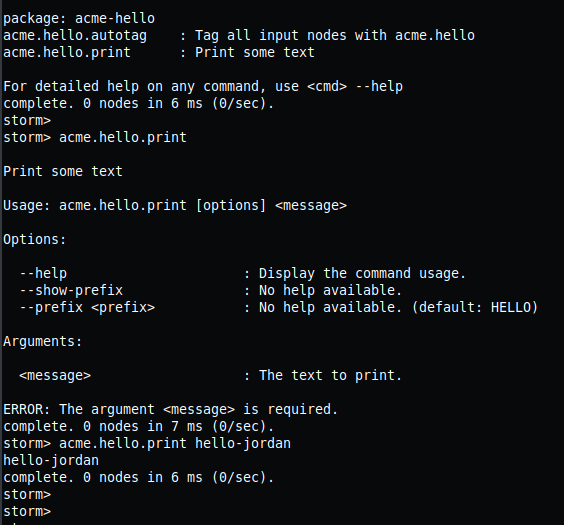 package: acme-hello
acme.hello.autotag    : Tag all input nodes with acme.hello
acme.hello.print      : Print some text
For detailed help on any command, use <cmd> --help
complete. 0 nodes in 6 ms (0/sec).
storm>
storm> acme.hello.print
Print some text
Usage: acme.hello.print [options] <message>
Options:
  --help                      : Display the command usage.
  --show-prefix               : No help available.
  --prefix <prefix>           : No help available. (default: HELLO)
Arguments:
  <message>                   : The text to print.
ERROR: The argument <message> is required.
complete. 0 nodes in 7 ms (0/sec).
storm> acme.hello.print hello-jordan
hello-jordan
complete. 0 nodes in 6 ms (0/sec).
storm>
storm>